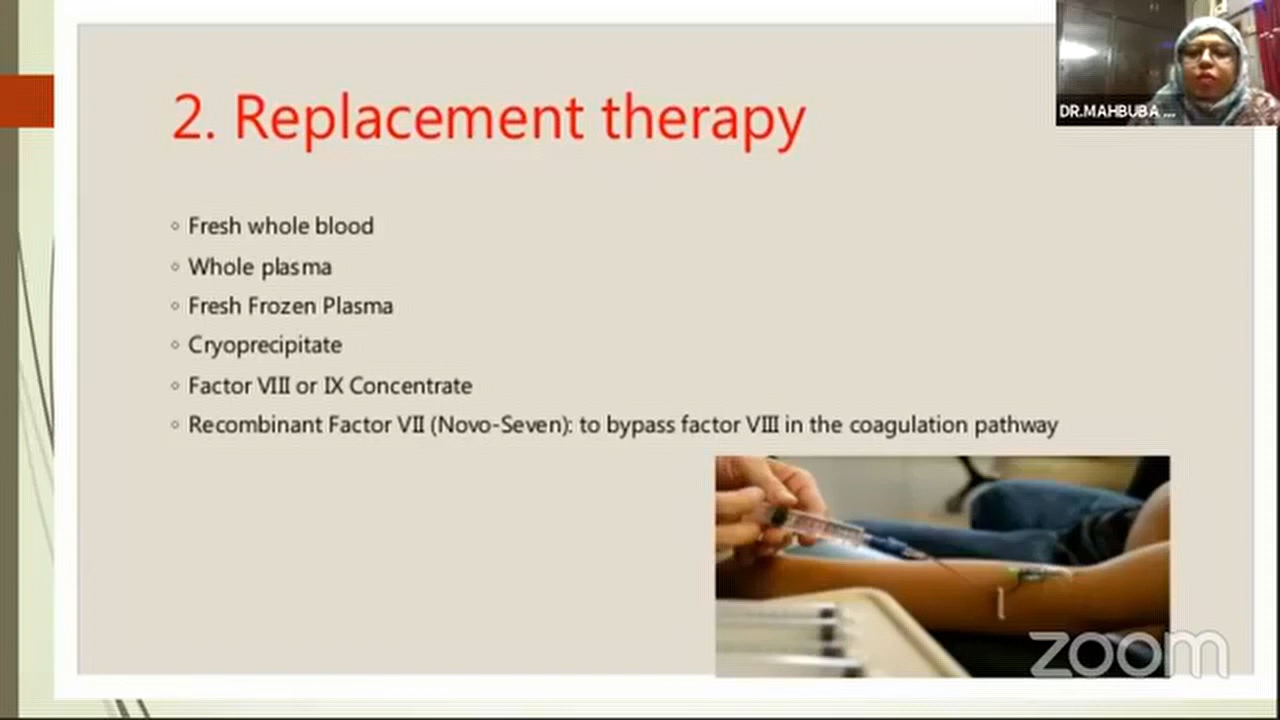 DR.MAHBUBA ...
2. Replacement therapy
◦ Fresh whole blood
◦ Whole plasma
◦ Fresh Frozen Plasma
◦ Cryoprecipitate
◦ Factor VIII or IX Concentrate
◦ Recombinant Factor VII (Novo-Seven): to bypass factor VIII in the coagulation pathway
zoom